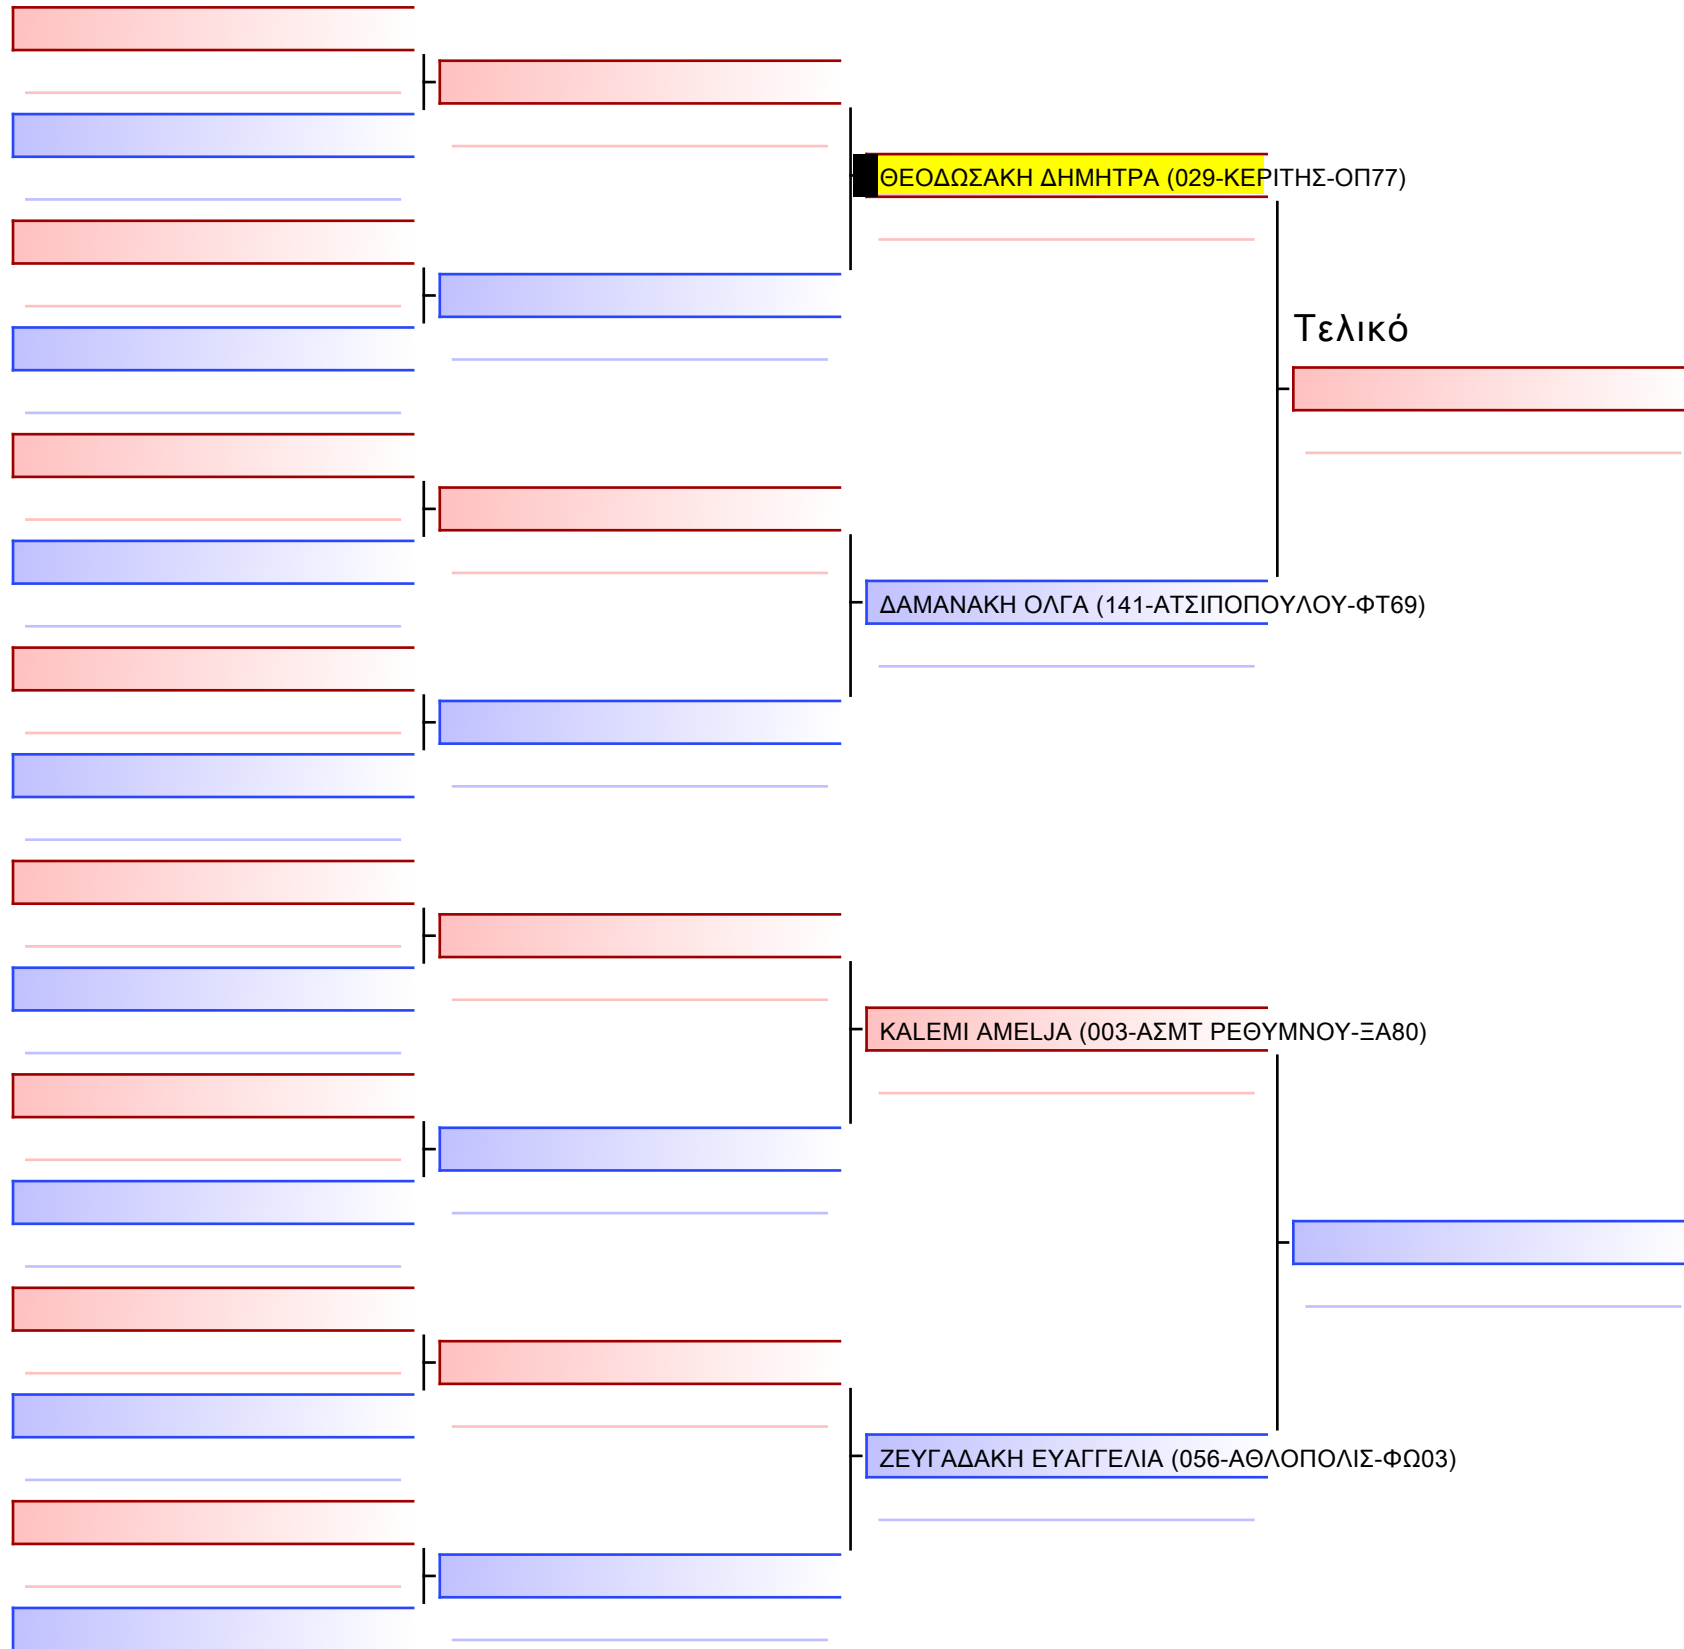 ΘΕΟΔΩΣΑΚΗ ΔΗΜΗΤΡΑ (029-ΚΕΡΙΤΗΣ-ΟΠ77)
Τελικό
ΔΑΜΑΝΑΚΗ ΟΛΓΑ (141-ΑΤΣΙΠΟΠΟΥΛΟΥ-ΦΤ69)
KALEMI AMELJA (003-ΑΣΜΤ ΡΕΘΥΜΝΟΥ-ΞΑ80)
ΖΕΥΓΑΔΑΚΗ ΕΥΑΓΓΕΛΙΑ (056-ΑΘΛΟΠΟΛΙΣ-ΦΩ03)